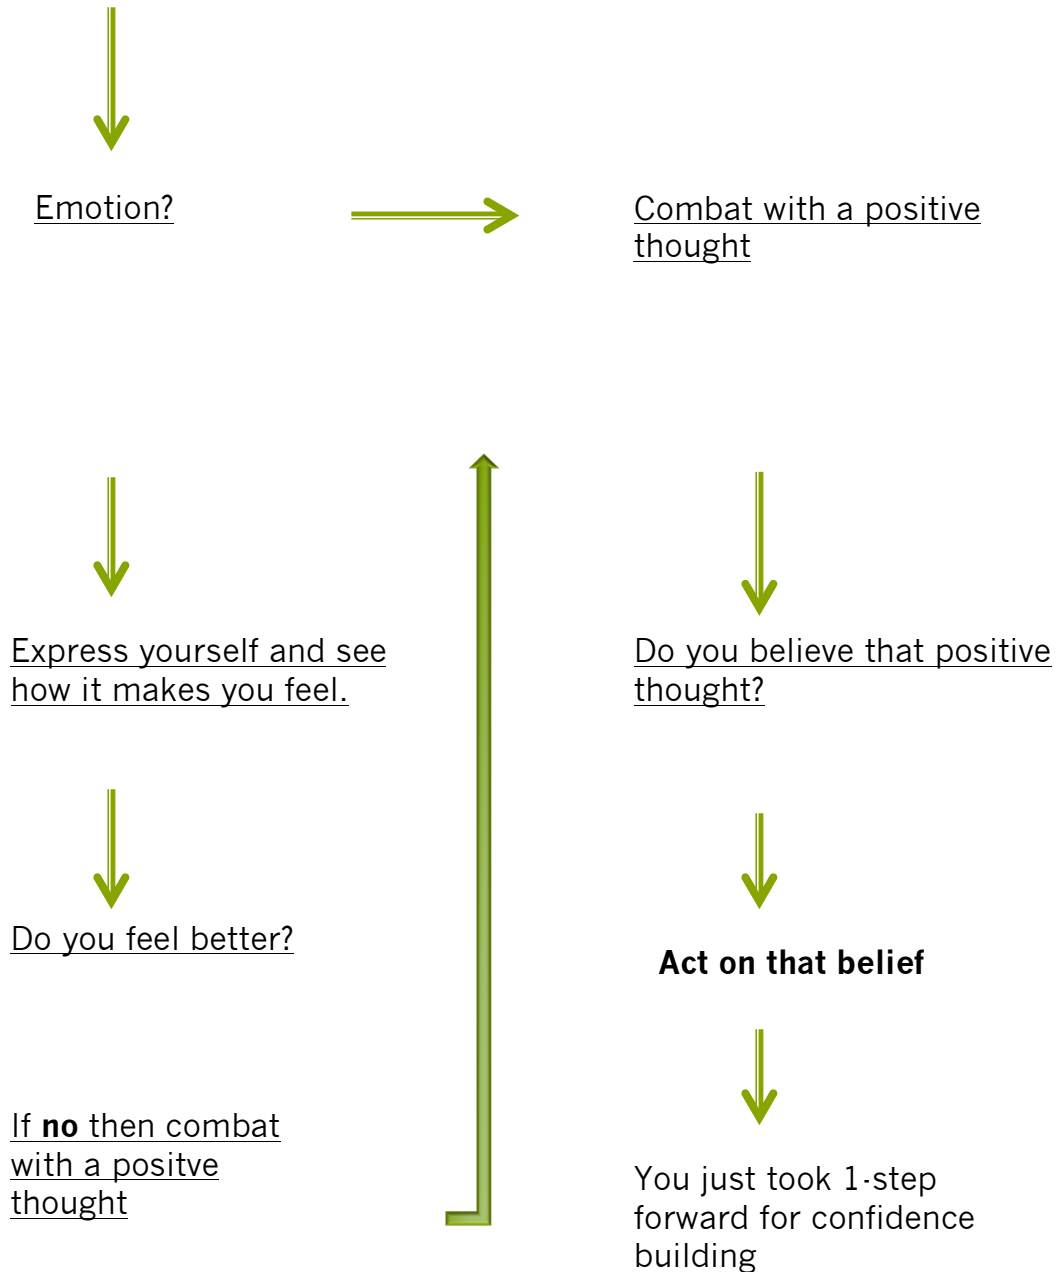 Emotion?
Combat with a positive
thought
Express yourself and see
how it makes you feel.
Do you believe that positive
thought?
Do you feel better?
Act on that belief
If no then combat
with a positve
thought
You just took 1-step
forward for confidence
building